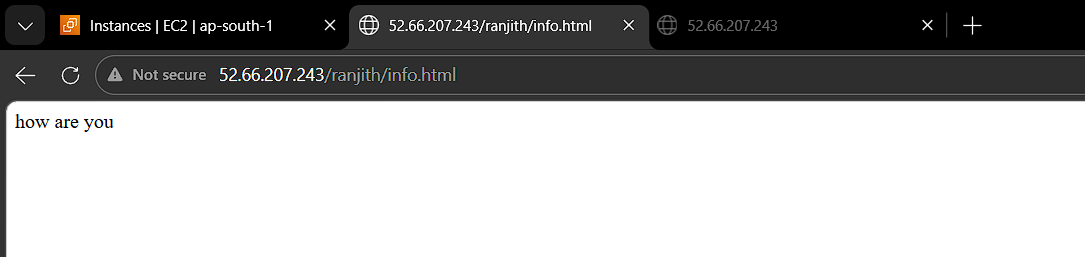 Instances | EC2 | ap-south-1
52.66.207.243/ranjith/info.html
52.66.207.243
Not secure 52.66.207.243/ranjith/info.html
how are you